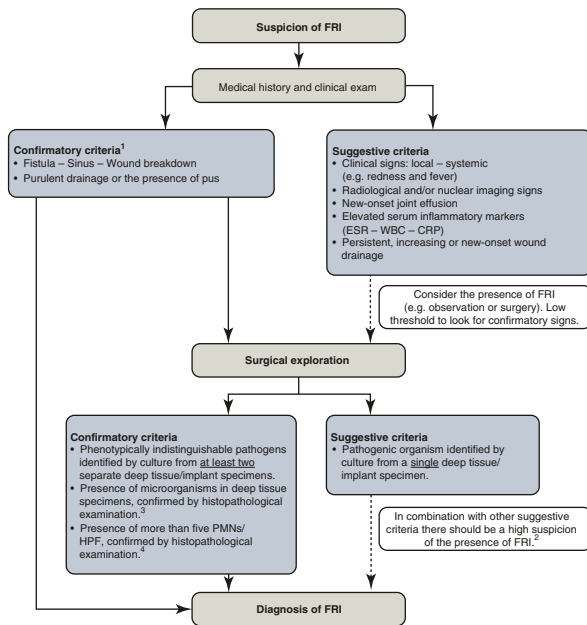 Suspicion of FRI
Medical history and clinical exam
Confirmatory criteria1
• Fistula – Sinus – Wound breakdown
• Purulent drainage or the presence of pus
Suggestive criteria
• Clinical signs: local – systemic
(e.g. redness and fever)
• Radiological and/or nuclear imaging signs
• New-onset joint effusion
• Elevated serum inflammatory markers
(ESR – WBC – CRP)
• Persistent, increasing or new-onset wound
drainage
Consider the presence of FRI
(e.g. observation or surgery). Low
threshold to look for confirmatory signs.
Surgical exploration
Confirmatory criteria
• Phenotypically indistinguishable pathogens
identified by culture from at least two
separate deep tissue/implant specimens.
• Presence of microorganisms in deep tissue
specimens, confirmed by histopathological
examination.3
• Presence of more than five PMNs/
HPF, confirmed by histopathological
examination.4
Suggestive criteria
• Pathogenic organism identified by
culture from a single deep tissue/
implant specimen.
In combination with other suggestive
criteria there should be a high suspicion
of the presence of FRI.2
Diagnosis of FRI